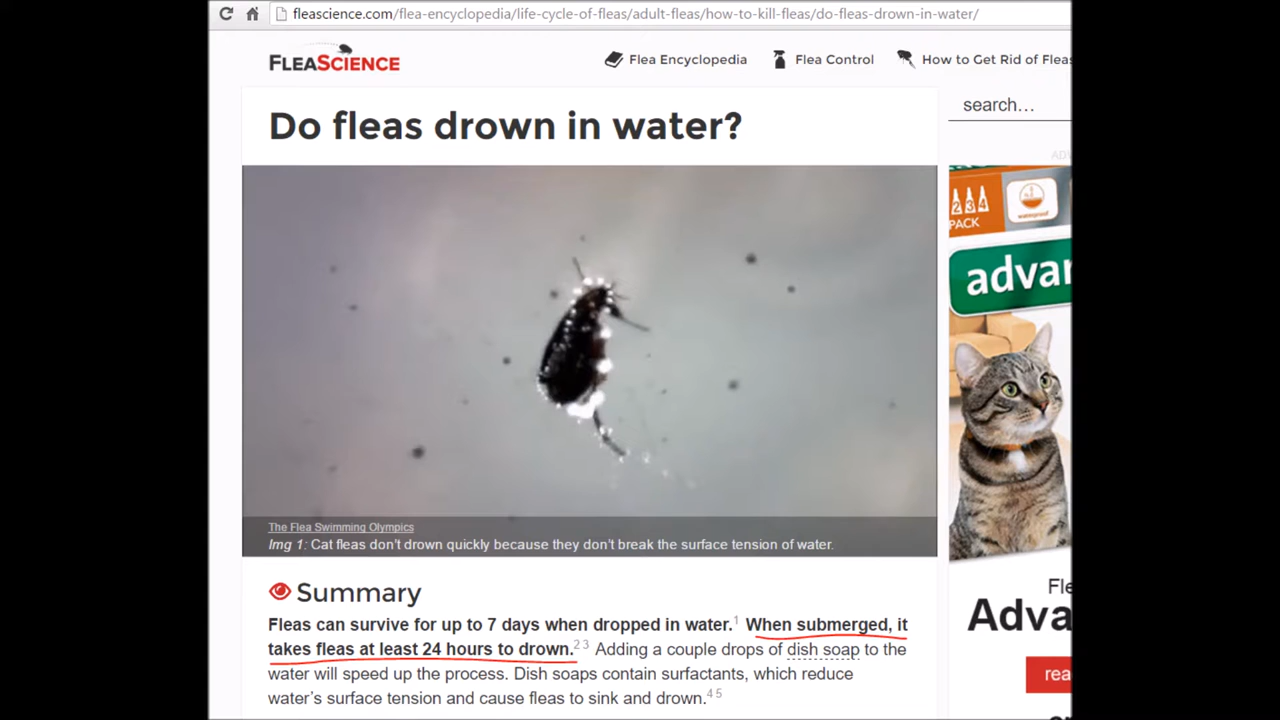 fleascience.com/flea-encyclopedia/life-cycle-of-fleas/adult-fleas/how-to-kill-fleas/do-fleas-drown-in-water/
FLEASCIENCE
Flea Encyclopedia
Flea Control
How to Get Rid of Fleas
Do fleas drown in water?
search…
ADV
2 3 4
PACK
waterproof
advan
The Flea Swimming Olympics
Img 1: Cat fleas don't drown quickly because they don't break the surface tension of water.
Summary
Fleas can survive for up to 7 days when dropped in water.1 When submerged, it
takes fleas at least 24 hours to drown.2 3 Adding a couple drops of dish soap to the
water will speed up the process. Dish soaps contain surfactants, which reduce
water's surface tension and cause fleas to sink and drown.4 5
Fle
Adva
rea